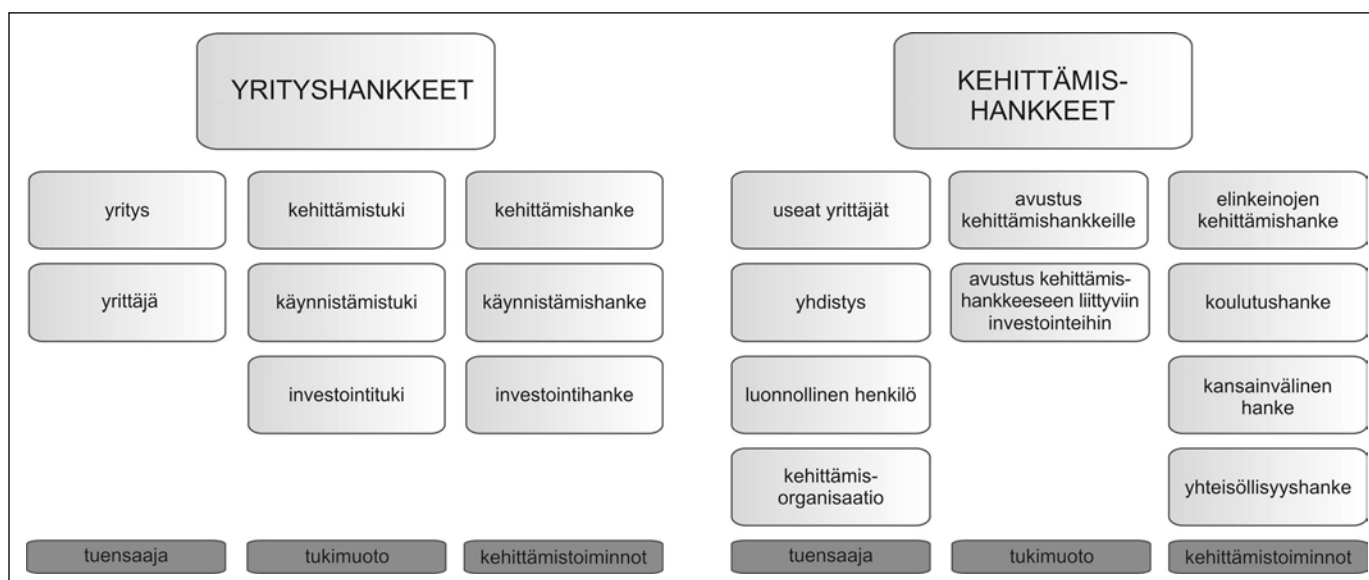 YRITYSHANKKEET
yritys
yrittäjä
kehittämistuki
käynnistämistuki
investointituki
kehittämishanke
käynnistämishanke
investointihanke
tuensaaja
tukimuoto
kehittämistoiminnot
KEHITTÄMIS-
HANKKEET
useat yrittäjät
yhdistys
luonnollinen henkilö
kehittämis-
organisaatio
avustus
kehittämishankkeille
avustus kehittämis-
hankkeeseen liittyviin
investointeihin
elinkeinojen
kehittämishanke
koulutushanke
kansainvälinen
hanke
yhteisöllisyyshanke
tuensaaja
tukimuoto
kehittämistoiminnot